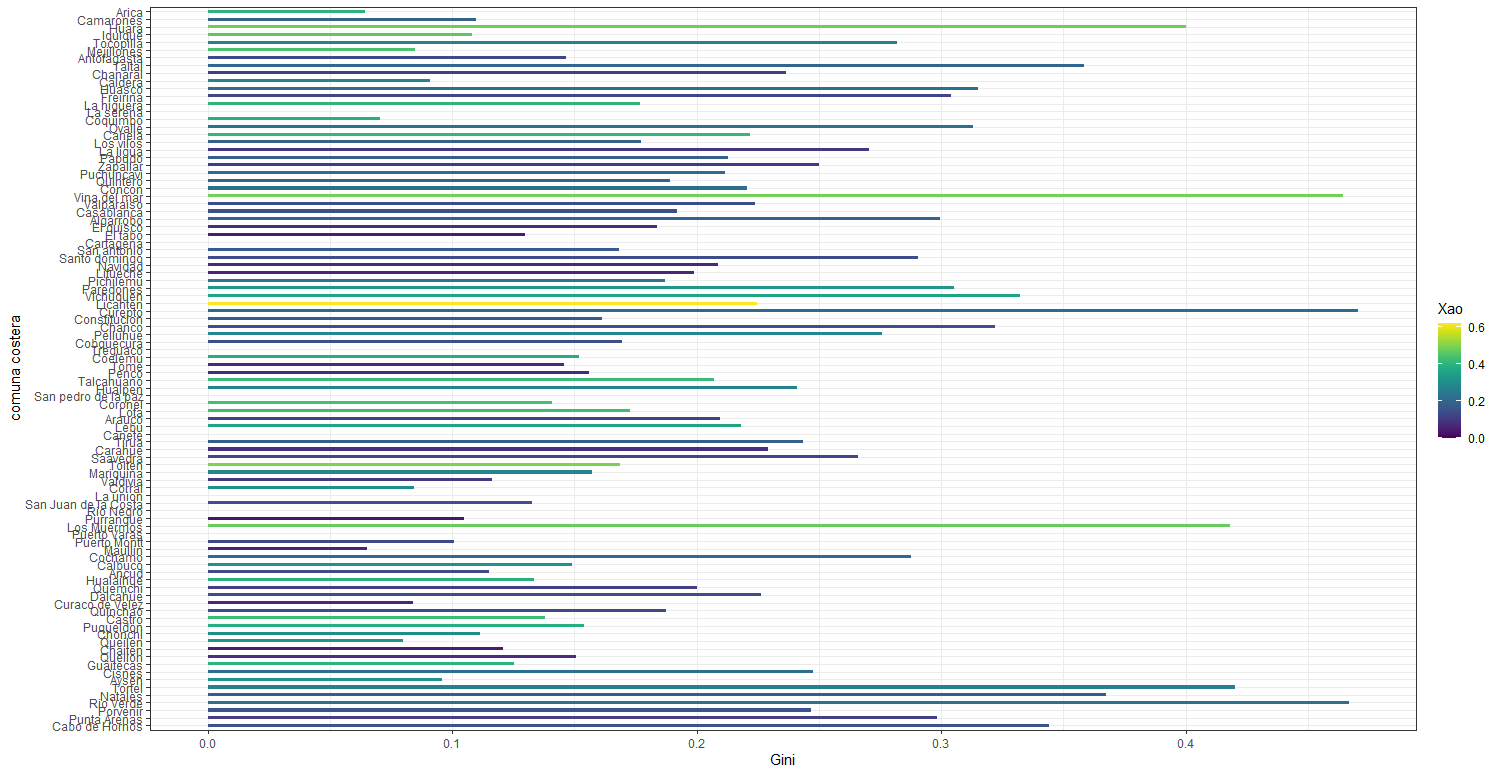 Arica
Camarones
Huara
Iquique
Tocopilla
Mejillones
Antofagasta
Taltal
Chanaral
Caldera
Huasco
Freirina
La higuera
La serena
Coquimbo
Ovalle
Canela
Los vilos
La ligua
Papudo
Zapallar
Puchuncavi
Quintero
Concon
Vina del mar
Valparaiso
Casablanca
Algarrobo
El quisco
El tabo
Cartagena
San antonio
Santo domingo
Navidad
Litueche
Pichilemu
Paredones
Vichuquen
Licanten
Curepto
Constitucion
Chanco
Pelluhue
Cobquecura
Treguaco
Coelemu
Tome
Penco
Talcahuano
Hualpen
San pedro de la paz
Coronel
Lota
Arauco
Lebu
Canete
Tirua
Carahue
Saavedra
Tolten
Mariquina
Valdivia
Corral
La union
San Juan de la Costa
Rio Negro
Purranque
Los Muermos
Puerto Varas
Puerto Montt
Maullin
Cochamo
Calbuco
Ancud
Hualaihue
Quemchi
Dalcahue
Curaco de Velez
Quinchao
Castro
Puqueldon
Chonchi
Queilen
Chaiten
Quellon
Guaitecas
Cisnes
Aysen
Tortel
Natales
Rio Verde
Porvenir
Punta Arenas
Cabo de Hornos
0.0 0.1 0.2 0.3 0.4
Gini
comuna costera
Xao
0.6
0.4
0.2
0.0